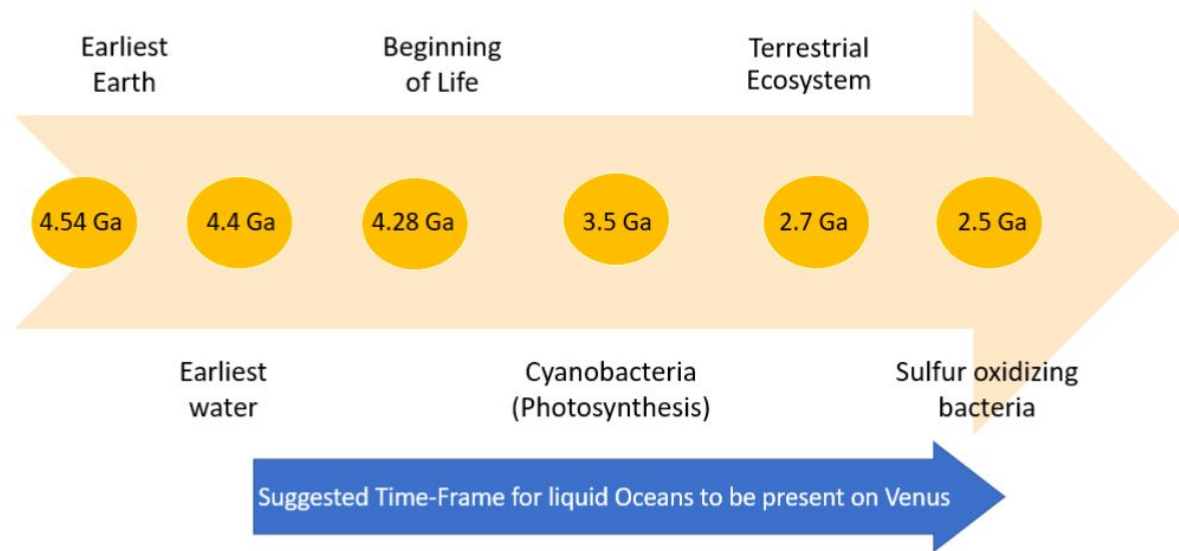 Earliest
Earth
Beginning
of Life
Terrestrial
Ecosystem
4.54 Ga
4.4 Ga
4.28 Ga
3.5 Ga
2.7 Ga
2.5 Ga
Earliest
water
Cyanobacteria
(Photosynthesis)
Sulfur oxidizing
bacteria
Suggested Time-Frame for liquid Oceans to be present on Venus